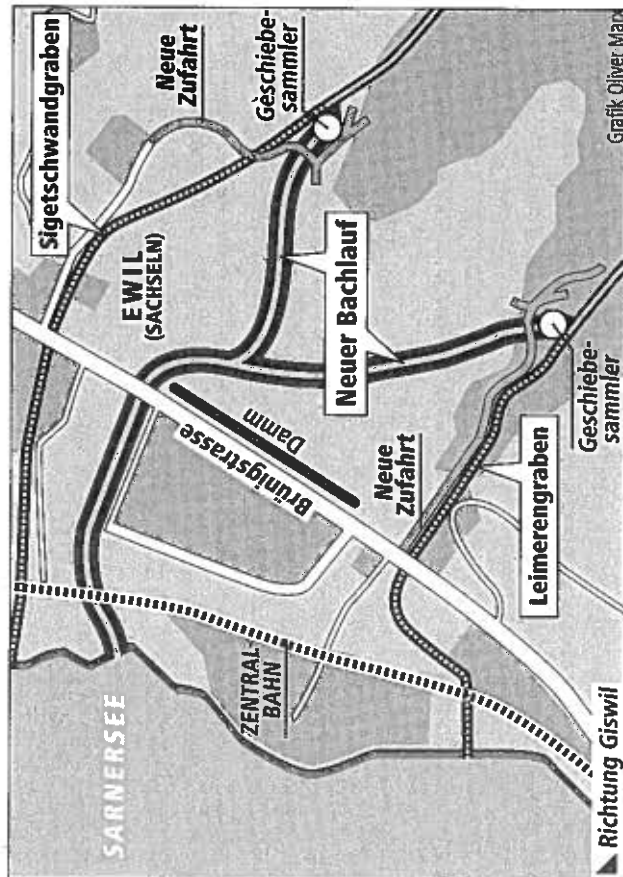 Sigetschwandgraben
SARNERSEE
EWIL
(SACHSELN)
Neue
Zufahrt
ZENTRAL
BAHN
Brünigstrasse
Geschiebe-
sammler
Damm
Neuer Bachlauf
Neue
Zufahrt
Leimerengraben
Geschiebe-
sammler
Richtung Giswil
Grafik Oliver